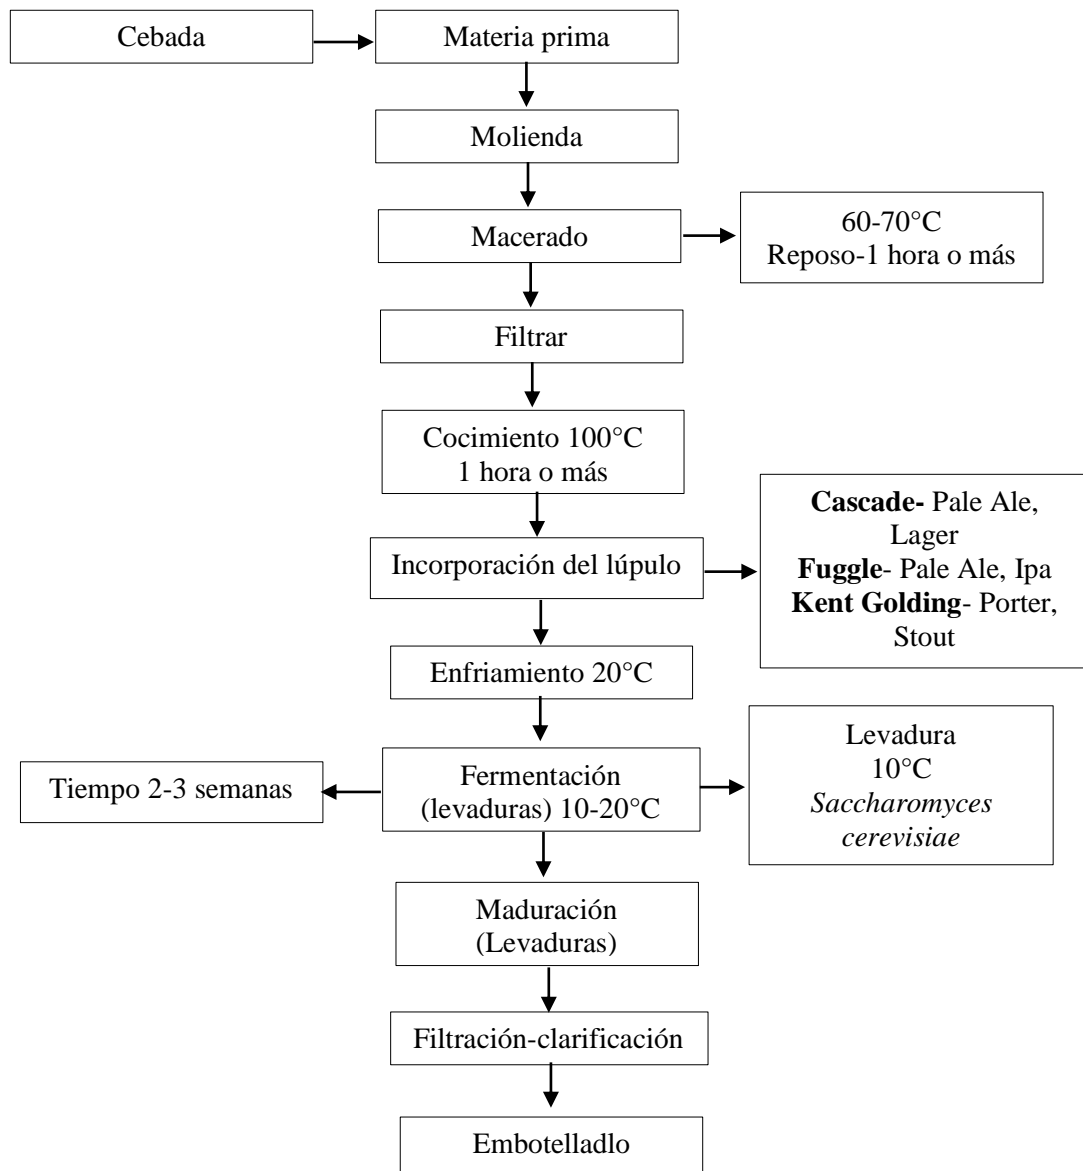 Cebada
Materia prima
Molienda
Macerado
60-70°C
Reposo-1 hora o más
Filtrar
Cocimiento 100°C
1 hora o más
Incorporación del lúpulo
Cascade- Pale Ale,
Lager
Fuggle- Pale Ale, Ipa
Kent Golding- Porter,
Stout
Enfriamiento 20°C
Tiempo 2-3 semanas
Fermentación
(levaduras) 10-20°C
Levadura
10°C
Saccharomyces
cerevisiae
Maduración
(Levaduras)
Filtración-clarificación
Embotelladlo